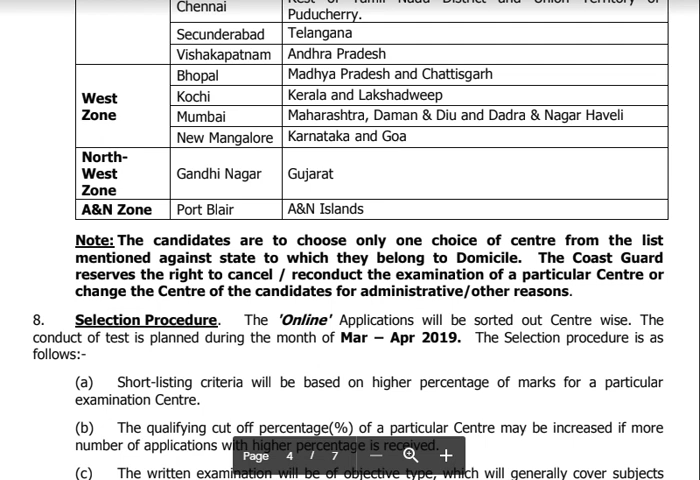 Chennai
Puducherry.
Secunderabad Telangana
Vishakapatnam Andhra Pradesh
Bhopal Madhya Pradesh and Chattisgarh
West Zone
Kochi Kerala and Lakshadweep
Mumbai Maharashtra, Daman & Diu and Dadra & Nagar Haveli
New Mangalore Karnataka and Goa
North-
West
Zone
Gandhi Nagar Gujarat
A&N Zone Port Blair A&N Islands
Note: The candidates are to choose only one choice of centre from the list
mentioned against state to which they belong to Domicile. The Coast Guard
reserves the right to cancel / reconduct the examination of a particular Centre or
change the Centre of the candidates for administrative/other reasons.
8. Selection Procedure. The 'Online' Applications will be sorted out Centre wise. The
conduct of test is planned during the month of Mar – Apr 2019. The Selection procedure is as
follows:-
(a) Short-listing criteria will be based on higher percentage of marks for a particular
examination Centre.
(b) The qualifying cut off percentage(%) of a particular Centre may be increased if more
number of applications with higher percentage is received.
Page 4 / 7
(c) The written examination will be of objective type, which will generally cover subjects